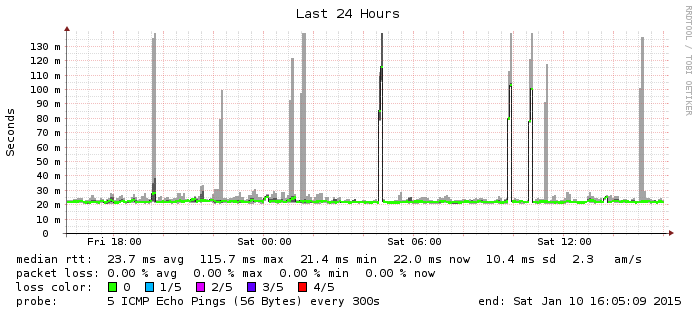 Last 24 Hours
RRDTOOL / TOBI OETIKER
Seconds
130 m
120 m
110 m
100 m
90 m
80 m
70 m
60 m
50 m
40 m
30 m
20 m
10 m
0
Fri 18:00 Sat 00:00 Sat 06:00 Sat 12:00
median rtt: 23.7 ms avg 115.7 ms max 21.4 ms min 22.0 ms now 10.4 ms sd 2.3 am/s
packet loss: 0.00 % avg 0.00 % max 0.00 % min 0.00 % now
loss color: 0 1/5 2/5 3/5 4/5
probe: 5 ICMP Echo Pings (56 Bytes) every 300s end: Sat Jan 10 16:05:09 2015